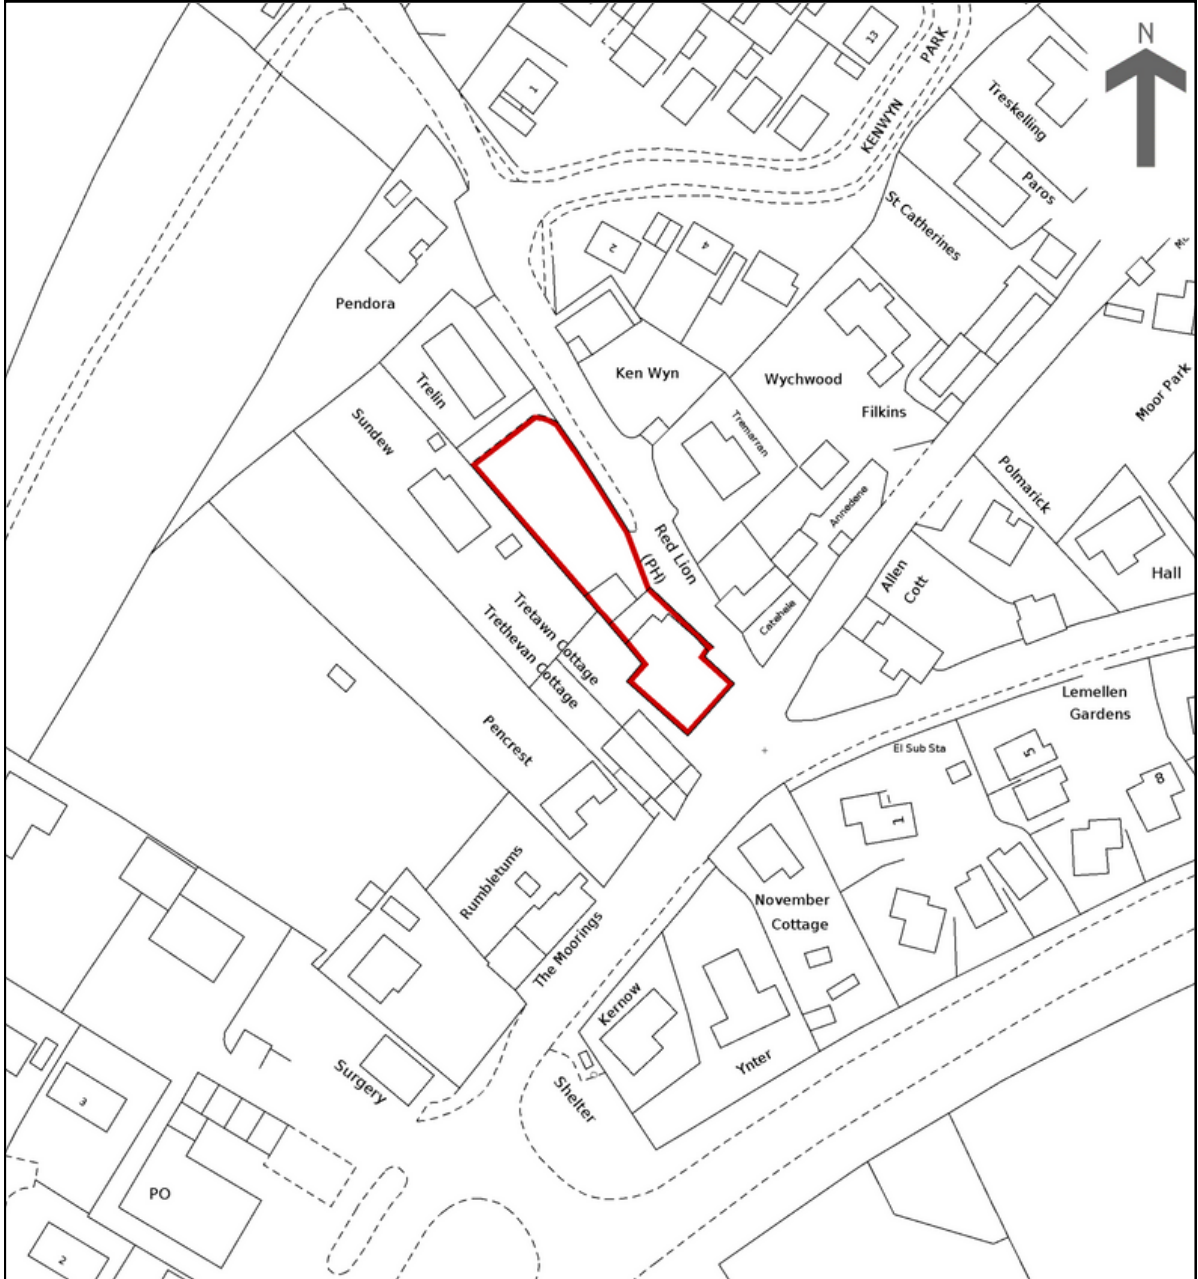 N
13
PARK
1
KENWYN
Treskelling
Paros
St Catherines
2
4
Pendora
Ken Wyn
Wychwood
Filkins
Moor Park
Trelin
Sundew
Tremarran
Polmarick
Annedene
Red Lion
(PH)
Hall
Allen
Cott
Catehele
Tretawn Cottage
Trethevan Cottage
Lemellen
Gardens
Pencrest
El Sub Sta
5
8
1
Rumbletums
November
Cottage
The Moorings
Kernow
Ynter
Surgery
Shelter
3
PO
2